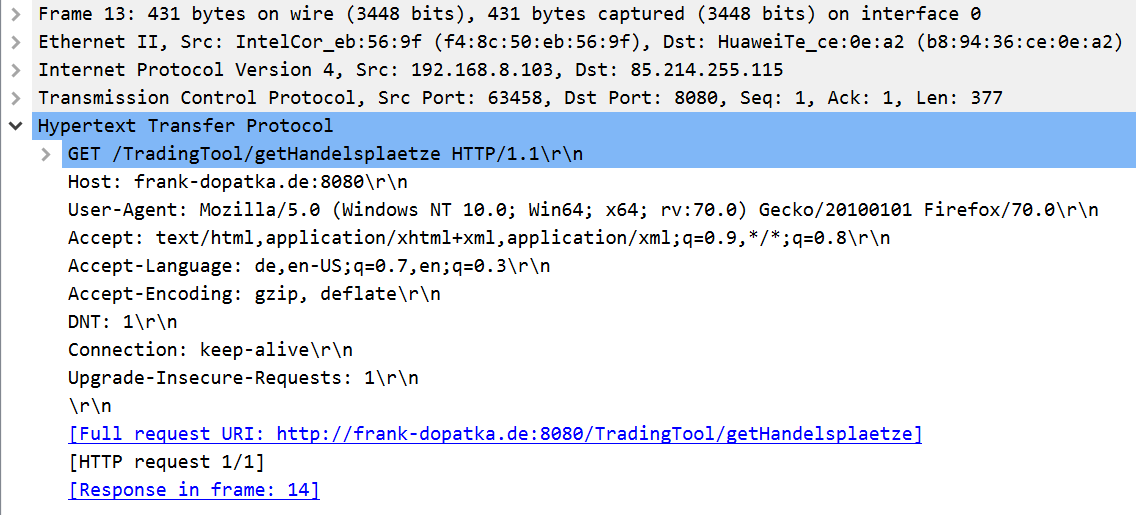 Frame 13: 431 bytes on wire (3448 bits), 431 bytes captured (3448 bits) on interface 0
Ethernet II, Src: IntelCor_eb:56:9f (f4:8c:50:eb:56:9f), Dst: HuaweiTe_ce:0e:a2 (b8:94:36:ce:0e:a2)
Internet Protocol Version 4, Src: 192.168.8.103, Dst: 85.214.255.115
Transmission Control Protocol, Src Port: 63458, Dst Port: 8080, Seq: 1, Ack: 1, Len: 377
Hypertext Transfer Protocol
GET /TradingTool/getHandelsplaetze HTTP/1.1\r\n
Host: frank-dopatka.de:8080\r\n
User-Agent: Mozilla/5.0 (Windows NT 10.0; Win64; x64; rv:70.0) Gecko/20100101 Firefox/70.0\r\n
Accept: text/html,application/xhtml+xml,application/xml;q=0.9,*/*;q=0.8\r\n
Accept-Language: de,en-US;q=0.7,en;q=0.3\r\n
Accept-Encoding: gzip, deflate\r\n
DNT: 1\r\n
Connection: keep-alive\r\n
Upgrade-Insecure-Requests: 1\r\n
\r\n
[Full request URI: http://frank-dopatka.de:8080/TradingTool/getHandelsplaetze]
[HTTP request 1/1]
[Response in frame: 14]